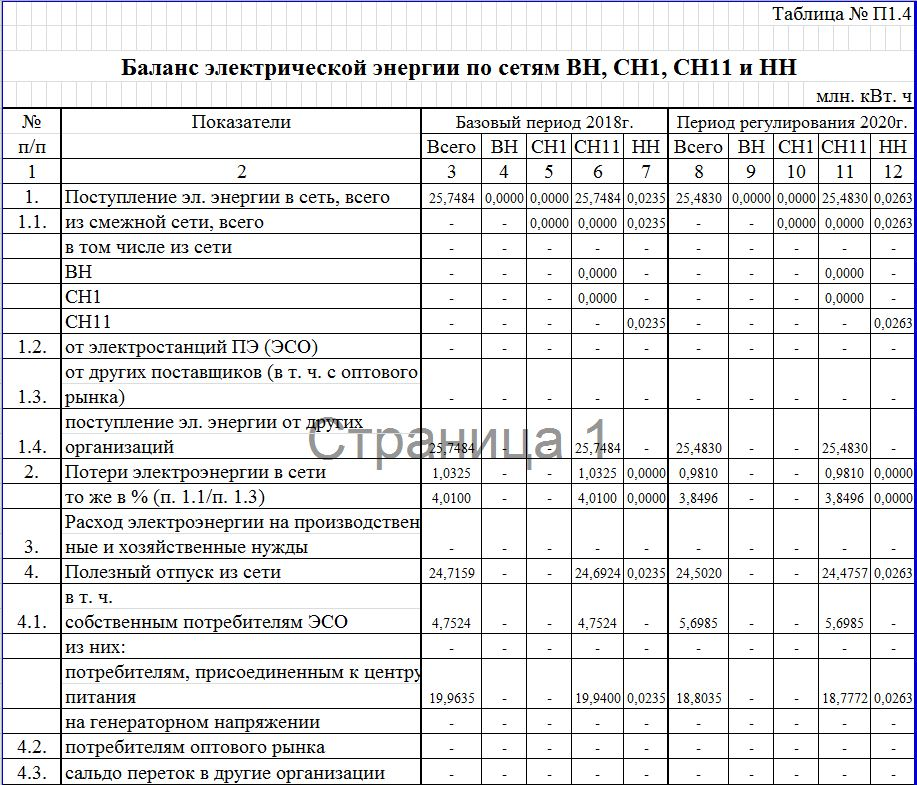 Таблица № П1.4
Баланс электрической энергии по сетям ВН, СН1, СН11 и НН
млн. кВт. ч
№ Показатели Базовый период 2018г. Период регулирования 2020г.
п/п Всего ВН СН1 СН11 НН Всего ВН СН1 СН11 НН
1 2 3 4 5 6 7 8 9 10 11 12
1. Поступление эл. энергии в сеть, всего 25,7484 0,0000 0,0000 25,7484 0,0235 25,4830 0,0000 0,0000 25,4830 0,0263
1.1. из смежной сети, всего - - 0,0000 0,0000 0,0235 - - 0,0000 0,0000 0,0263
в том числе из сети - - - - - - - - - -
ВН - - - 0,0000 - - - - 0,0000 -
СН1 - - - 0,0000 - - - - 0,0000 -
СН11 - - - - 0,0235 - - - - 0,0263
1.2. от электростанций ПЭ (ЭСО) - - - - - - - - - -
от других поставщиков (в т. ч. с оптового
1.3. рынка) - - - - - - - - - -
поступление эл. энергии от других
1.4. организаций 25,7484 - - 25,7484 - 25,4830 - - 25,4830 -
Страница 1
2. Потери электроэнергии в сети 1,0325 - - 1,0325 0,0000 0,9810 - - 0,9810 0,0000
то же в % (п. 1.1/п. 1.3) 4,0100 - - 4,0100 0,0000 3,8496 - - 3,8496 0,0000
Расход электроэнергии на производствен
3. ные и хозяйственные нужды - - - - - - - - - -
4. Полезный отпуск из сети 24,7159 - - 24,6924 0,0235 24,5020 - - 24,4757 0,0263
в т. ч.
4.1. собственным потребителям ЭСО 4,7524 - - 4,7524 - 5,6985 - - 5,6985 -
из них: - - - - - - - - - -
потребителям, присоединенным к центру
питания 19,9635 - - 19,9400 0,0235 18,8035 - - 18,7772 0,0263
на генераторном напряжении - - - - - - - - - -
4.2. потребителям оптового рынка - - - - - - - - - -
4.3. сальдо переток в другие организации - - - - - - - - - -